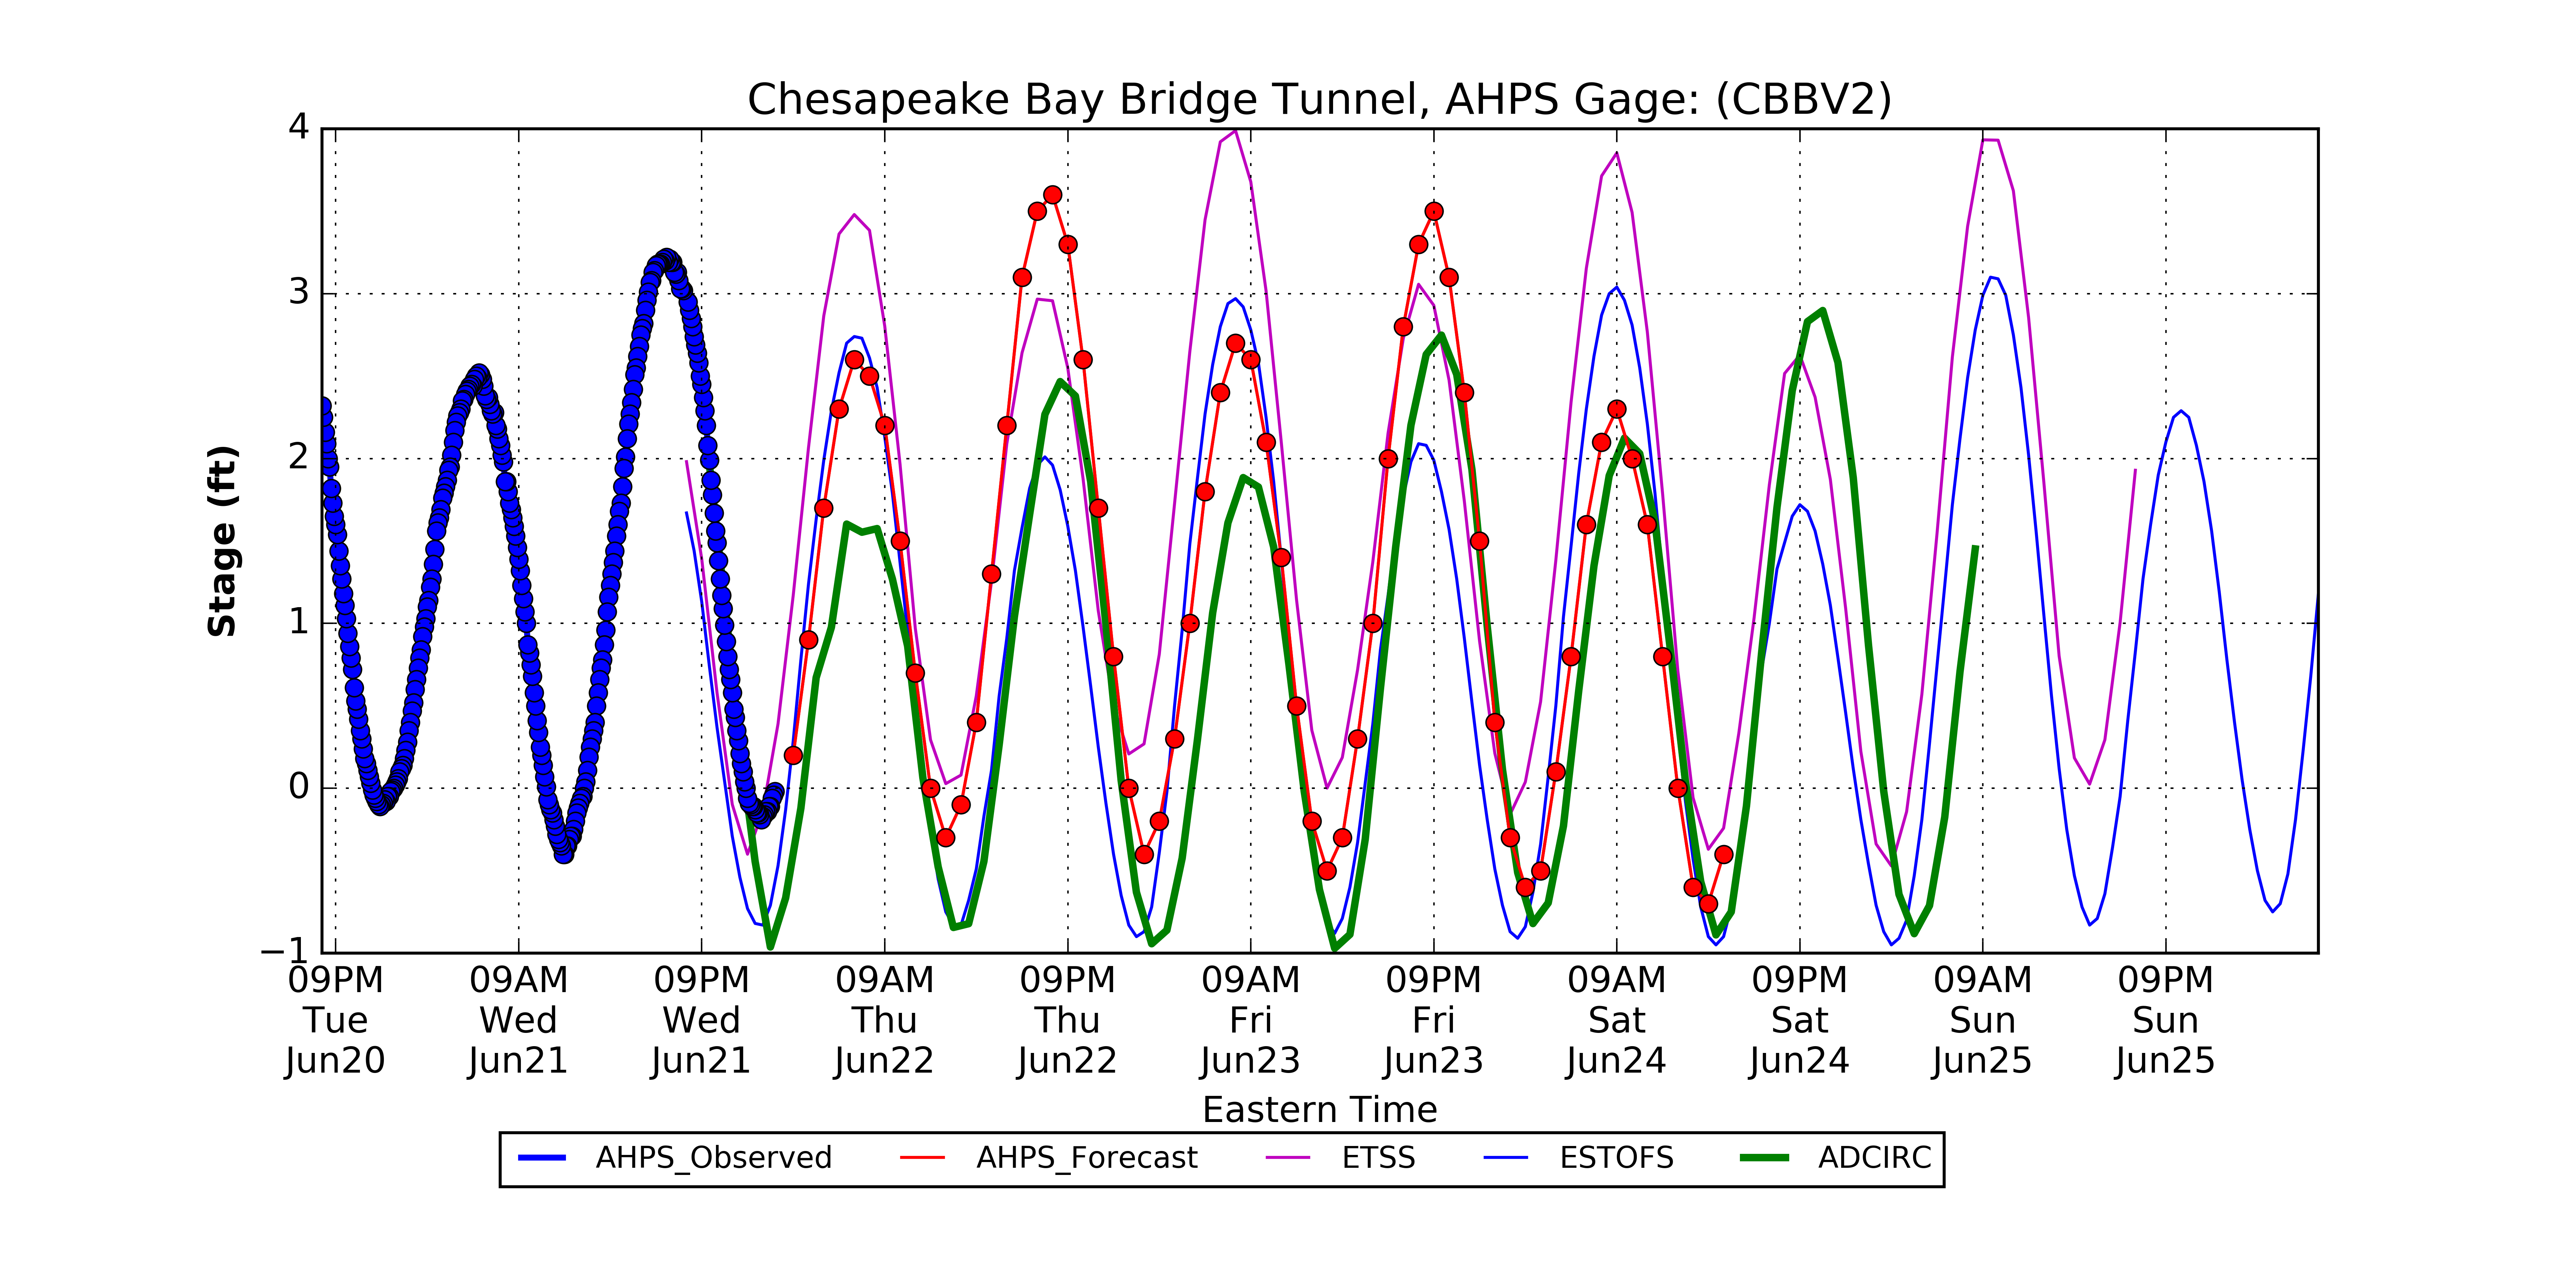 Chesapeake Bay Bridge Tunnel, AHPS Gage: (CBBV2)
4
3
2
1
0
−1
Stage (ft)
09PM 09AM 09PM 09AM 09PM 09AM 09PM 09AM 09PM 09AM 09PM
Tue Wed Wed Thu Thu Fri Fri Sat Sat Sun Sun
Jun20 Jun21 Jun21 Jun22 Jun22 Jun23 Jun23 Jun24 Jun24 Jun25 Jun25
Eastern Time
AHPS_Observed AHPS_Forecast ETSS ESTOFS ADCIRC